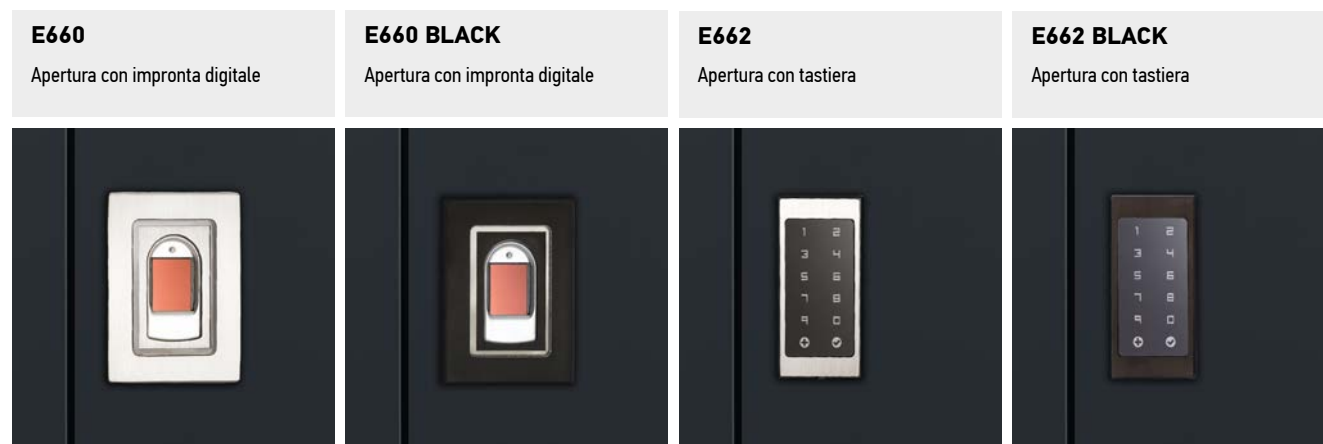 E660
Apertura con impronta digitale
E660 BLACK
Apertura con impronta digitale
E662
Apertura con tastiera
E662 BLACK
Apertura con tastiera
1 2
3 4
5 6
7 8
9 0
1 2
3 4
5 6
7 8
9 0